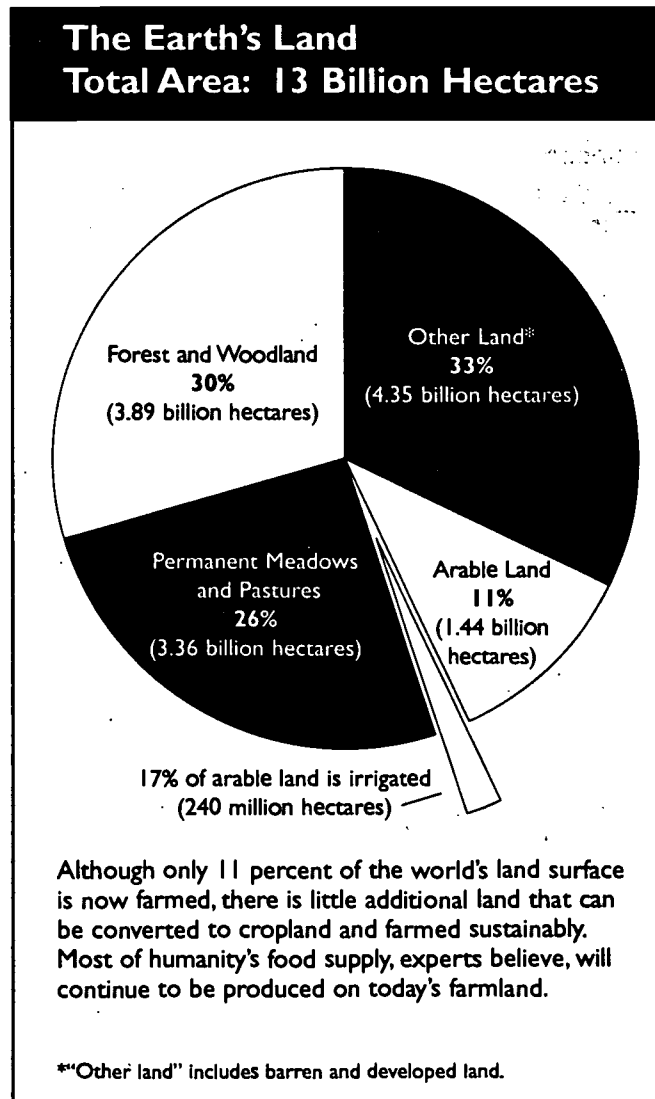 The Earth's Land
Total Area: 13 Billion Hectares
Other Land*
33%
(4.35 billion hectares)
Forest and Woodland
30%
(3.89 billion hectares)
Permanent Meadows
and Pastures
26%
(3.36 billion hectares)
Arable Land
11%
(1.44 billion
hectares)
17% of arable land is irrigated
(240 million hectares)
Although only 11 percent of the world's land surface
is now farmed, there is little additional land that can
be converted to cropland and farmed sustainably.
Most of humanity's food supply, experts believe, will
continue to be produced on today's farmland.
*"Other land" includes barren and developed land.